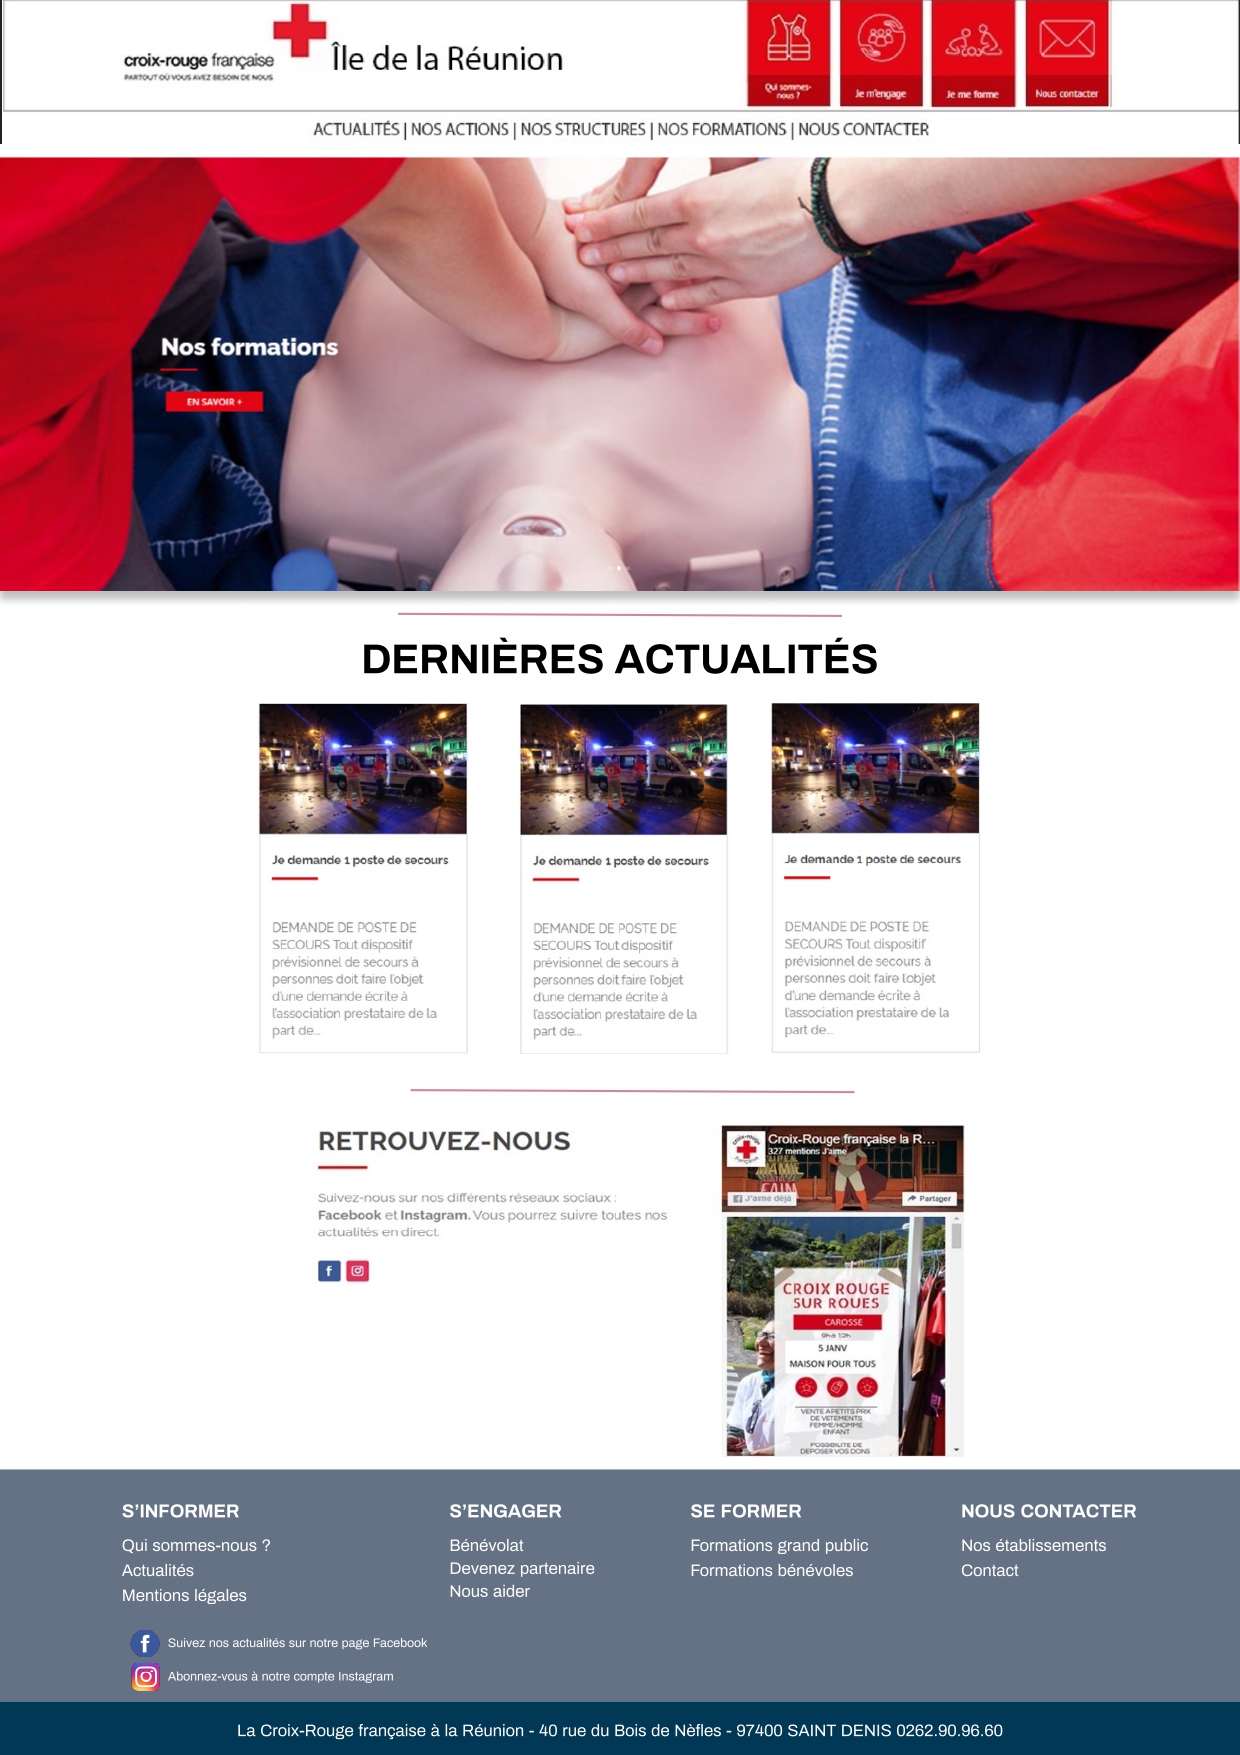 croix-rouge française
PARTOUT OÙ VOUS AVEZ BESOIN DE NOUS
Île de la Réunion
Qui sommes-
nous ?
Je m'engage
Je me forme
Nous contacter
ACTUALITÉS | NOS ACTIONS | NOS STRUCTURES | NOS FORMATIONS | NOUS CONTACTER
Nos formations
EN SAVOIR +
DERNIÈRES ACTUALITÉS
Je demande 1 poste de secours
DEMANDE DE POSTE DE
SECOURS Tout dispositif
prévisionnel de secours à
personnes doit faire l'objet
d'une demande écrite à
l'association prestataire de la
part de...
Je demande 1 poste de secours
DEMANDE DE POSTE DE
SECOURS Tout dispositif
prévisionnel de secours à
personnes doit faire l'objet
d'une demande écrite à
l'association prestataire de la
part de...
Je demande 1 poste de secours
DEMANDE DE POSTE DE
SECOURS Tout dispositif
prévisionnel de secours à
personnes doit faire l'objet
d'une demande écrite à
l'association prestataire de la
part de...
RETROUVEZ-NOUS
Suivez-nous sur nos différents réseaux sociaux :
Facebook et Instagram. Vous pourrez suivre toutes nos
actualités en direct.
Croix-Rouge française la R...
327 mentions J'aime
J'aime déjà
Partager
CROIX ROUGE
SUR ROUES
CAROSSE
9h à 12h
5 JANV
MAISON POUR TOUS
VENTE A PETITS PRIX
DE VETEMENTS
FEMME/HOMME
ENFANT
POSSIBILITE DE
DEPOSER VOS DONS
S'INFORMER
Qui sommes-nous ?
Actualités
Mentions légales
S'ENGAGER
Bénévolat
Devenez partenaire
Nous aider
SE FORMER
Formations grand public
Formations bénévoles
NOUS CONTACTER
Nos établissements
Contact
Suivez nos actualités sur notre page Facebook
Abonnez-vous à notre compte Instagram
La Croix-Rouge française à la Réunion - 40 rue du Bois de Nèfles - 97400 SAINT DENIS 0262.90.96.60